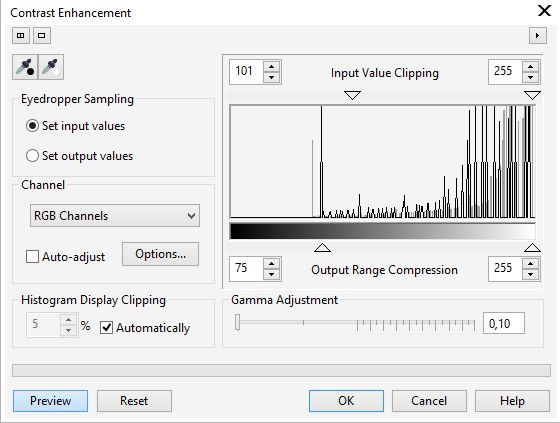 Contrast Enhancement
101 Input Value Clipping 255
Eyedropper Sampling
Set input values
Set output values
Channel
RGB Channels
Auto-adjust Options...
75 Output Range Compression 255
Histogram Display Clipping
5 % Automatically
Gamma Adjustment
0,10
Preview Reset OK Cancel Help